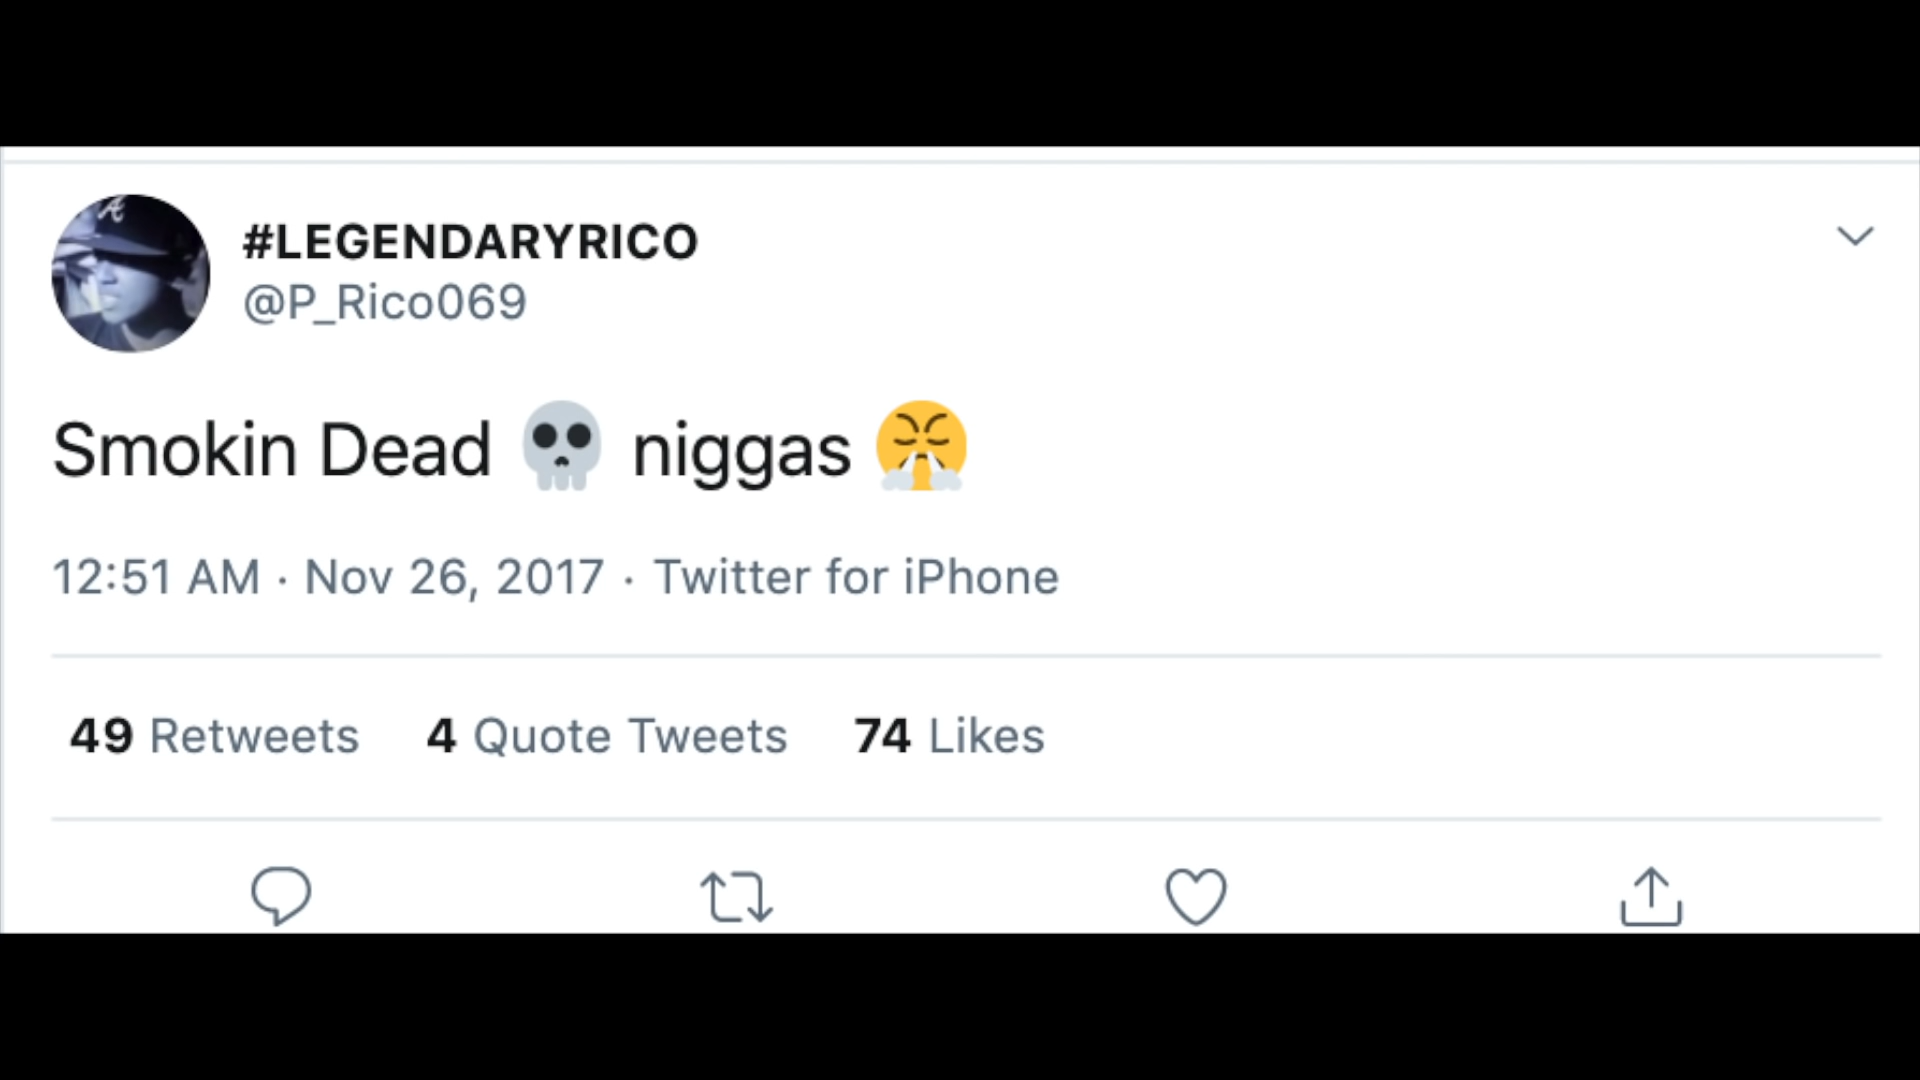 #LEGENDARYRICO
@P_Rico069
Smokin Dead 💀 niggas 😤
12:51 AM · Nov 26, 2017 · Twitter for iPhone
49 Retweets 4 Quote Tweets 74 Likes